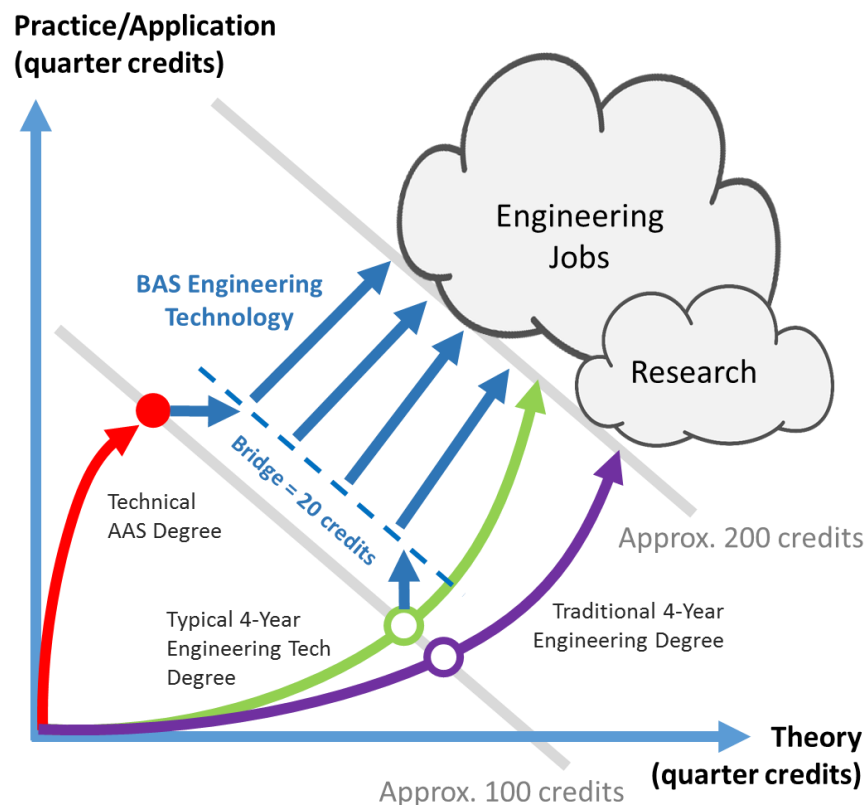 Practice/Application
(quarter credits)
Engineering
Jobs
BAS Engineering
Technology
Research
Bridge = 20 credits
Technical
AAS Degree
Approx. 200 credits
Typical 4-Year
Engineering Tech
Degree
Traditional 4-Year
Engineering Degree
Theory
(quarter credits)
Approx. 100 credits